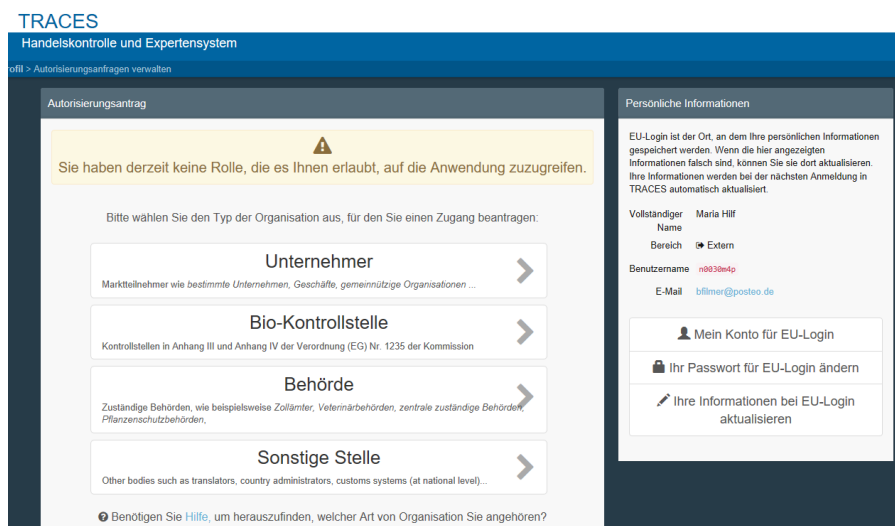 TRACES
Handelskontrolle und Expertensystem
ofil > Autorisierungsanfragen verwalten
Autorisierungsantrag
Sie haben derzeit keine Rolle, die es Ihnen erlaubt, auf die Anwendung zuzugreifen.
Bitte wählen Sie den Typ der Organisation aus, für den Sie einen Zugang beantragen:
Unternehmer
Marktteilnehmer wie bestimmte Unternehmen, Geschäfte, gemeinnützige Organisationen ...
Bio-Kontrollstelle
Kontrollstellen in Anhang III und Anhang IV der Verordnung (EG) Nr. 1235 der Kommission
Behörde
Zuständige Behörden, wie beispielsweise Zollämter, Veterinärbehörden, zentrale zuständige Behörden,
Pflanzenschutzbehörden,
Sonstige Stelle
Other bodies such as translators, country administrators, customs systems (at national level)...
Benötigen Sie Hilfe, um herauszufinden, welcher Art von Organisation Sie angehören?
Persönliche Informationen
EU-Login ist der Ort, an dem Ihre persönlichen Informationen
gespeichert werden. Wenn die hier angezeigten
Informationen falsch sind, können Sie sie dort aktualisieren.
Ihre Informationen werden bei der nächsten Anmeldung in
TRACES automatisch aktualisiert.
Vollständiger Name Maria Hilf
Bereich Extern
Benutzername n0030m4p
E-Mail bfilmer@posteo.de
Mein Konto für EU-Login
Ihr Passwort für EU-Login ändern
Ihre Informationen bei EU-Login
aktualisieren